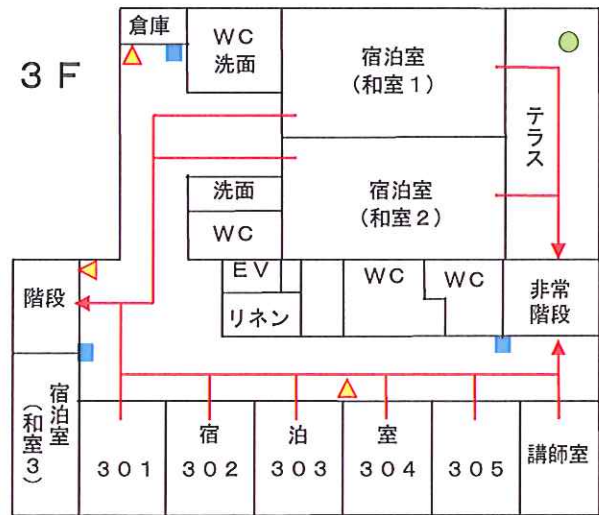 3F
倉庫
WC
洗面
宿泊室
(和室1)
テラス
宿泊室
(和室2)
洗面
WC
階段
EV
リネン
WC
WC
非常
階段
宿泊室
(和室3)
宿泊室
301
302
303
304
305
講師室